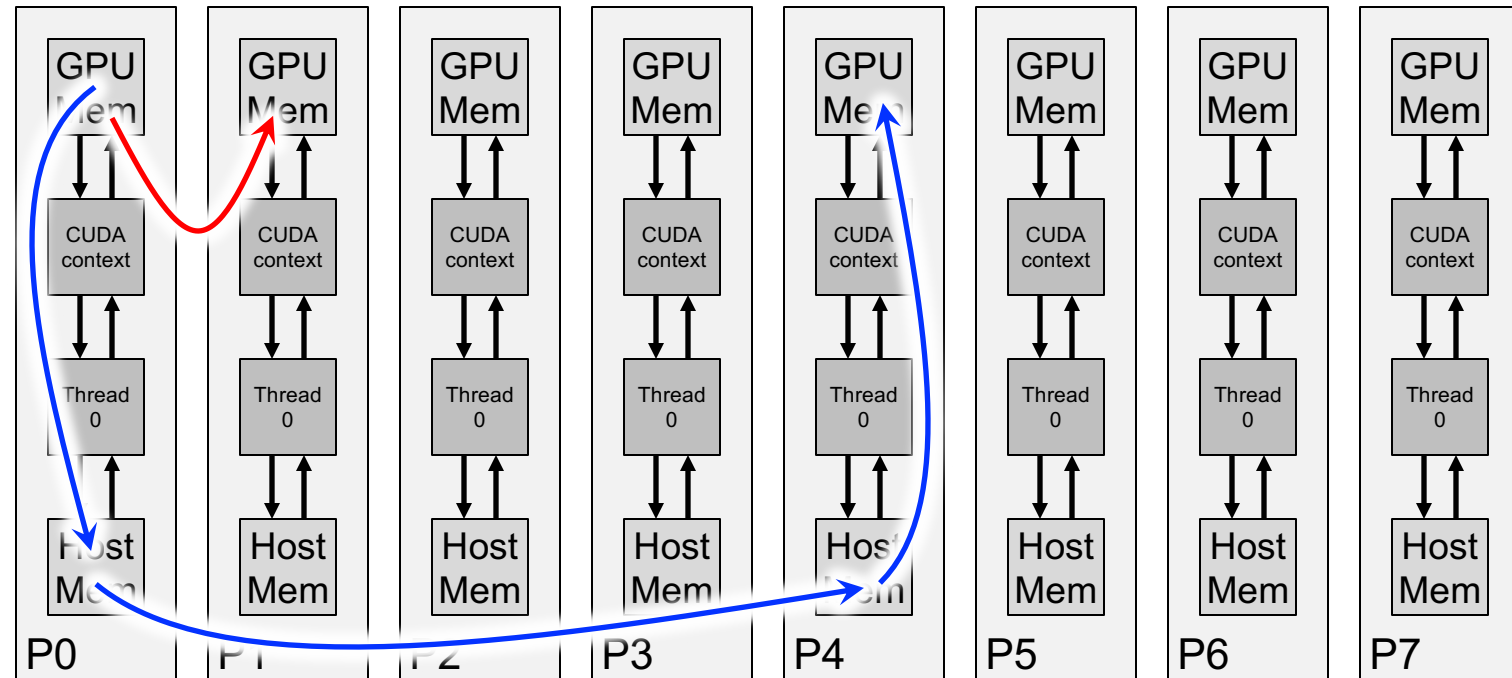 GPU
Mem
CUDA
context
Thread
0
Host
Mem
P0
GPU
Mem
CUDA
context
Thread
0
Host
Mem
P1
GPU
Mem
CUDA
context
Thread
0
Host
Mem
P2
GPU
Mem
CUDA
context
Thread
0
Host
Mem
P3
GPU
Mem
CUDA
context
Thread
0
Host
Mem
P4
GPU
Mem
CUDA
context
Thread
0
Host
Mem
P5
GPU
Mem
CUDA
context
Thread
0
Host
Mem
P6
GPU
Mem
CUDA
context
Thread
0
Host
Mem
P7